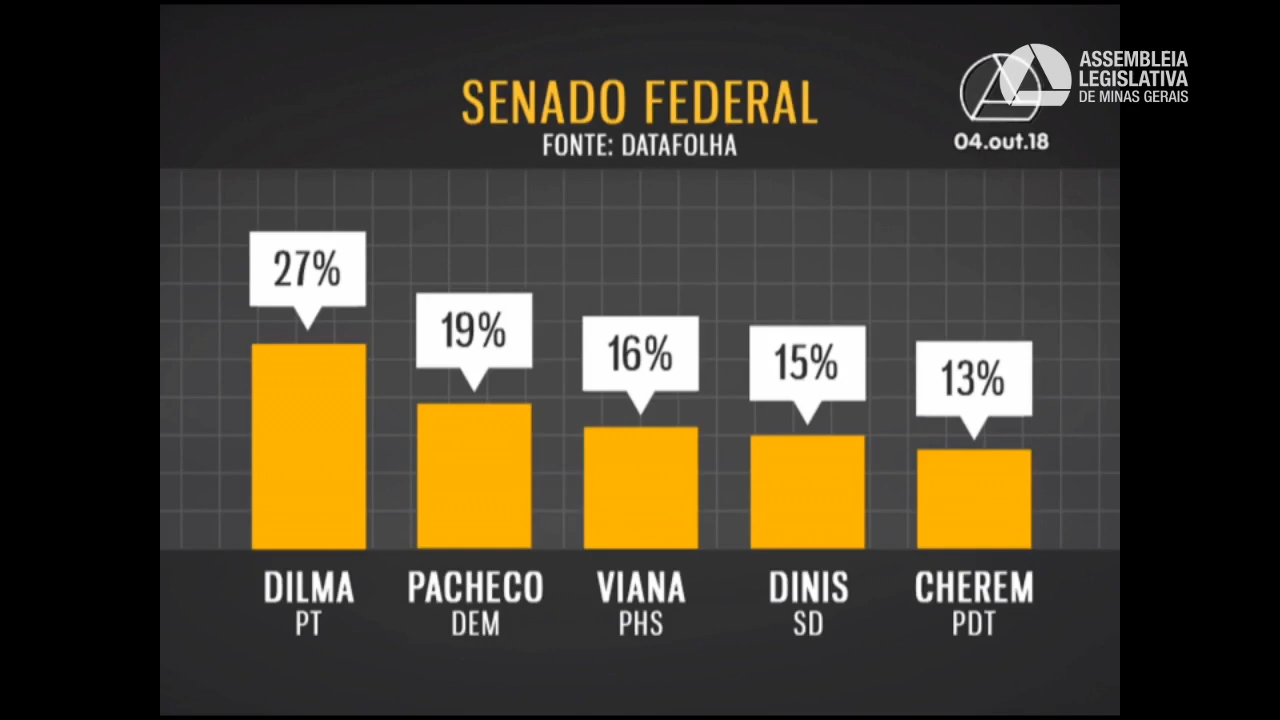 SENADO FEDERAL
FONTE: DATAFOLHA
ASSEMBLEIA
LEGISLATIVA
DE MINAS GERAIS
04.out.18
27%
19%
16%
15%
13%
DILMA
PT
PACHECO
DEM
VIANA
PHS
DINIS
SD
CHEREM
PDT